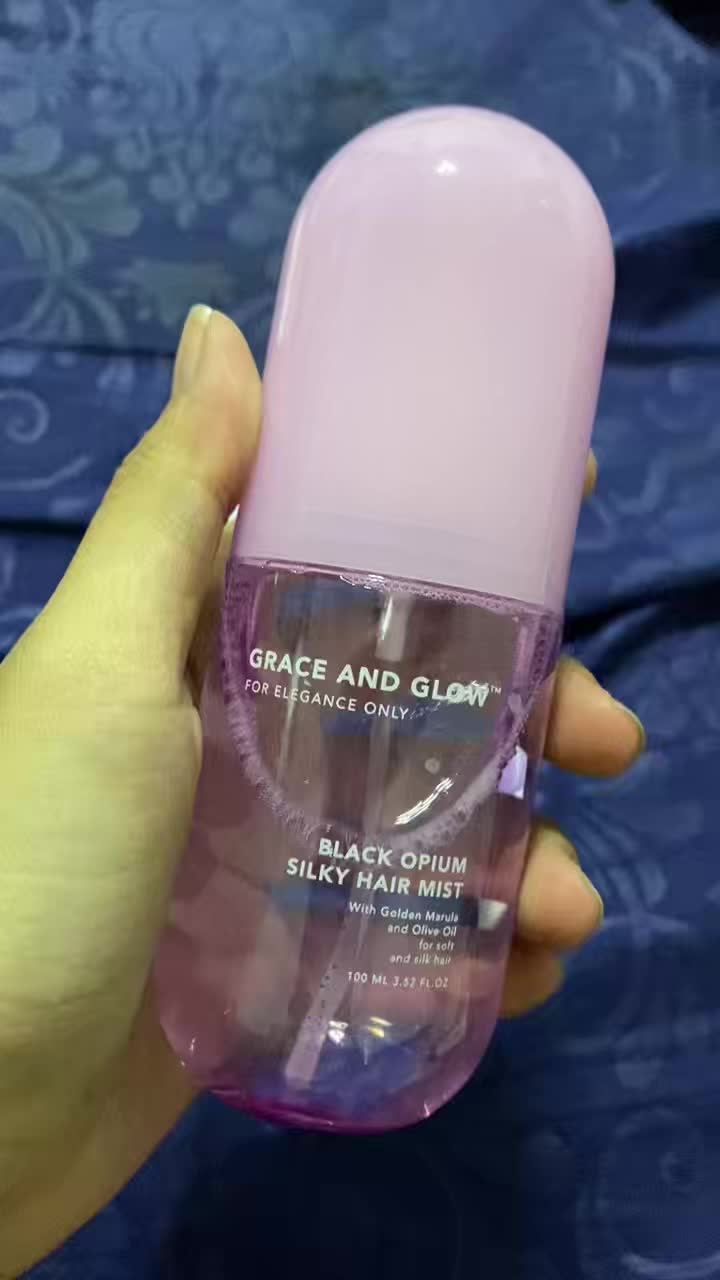 GRACE AND GLOW™
FOR ELEGANCE ONLY
BLACK OPIUM
SILKY HAIR MIST
With Golden Marula
and Olive Oil
for soft
and silk hair
100 ML 3.52 FL.OZ